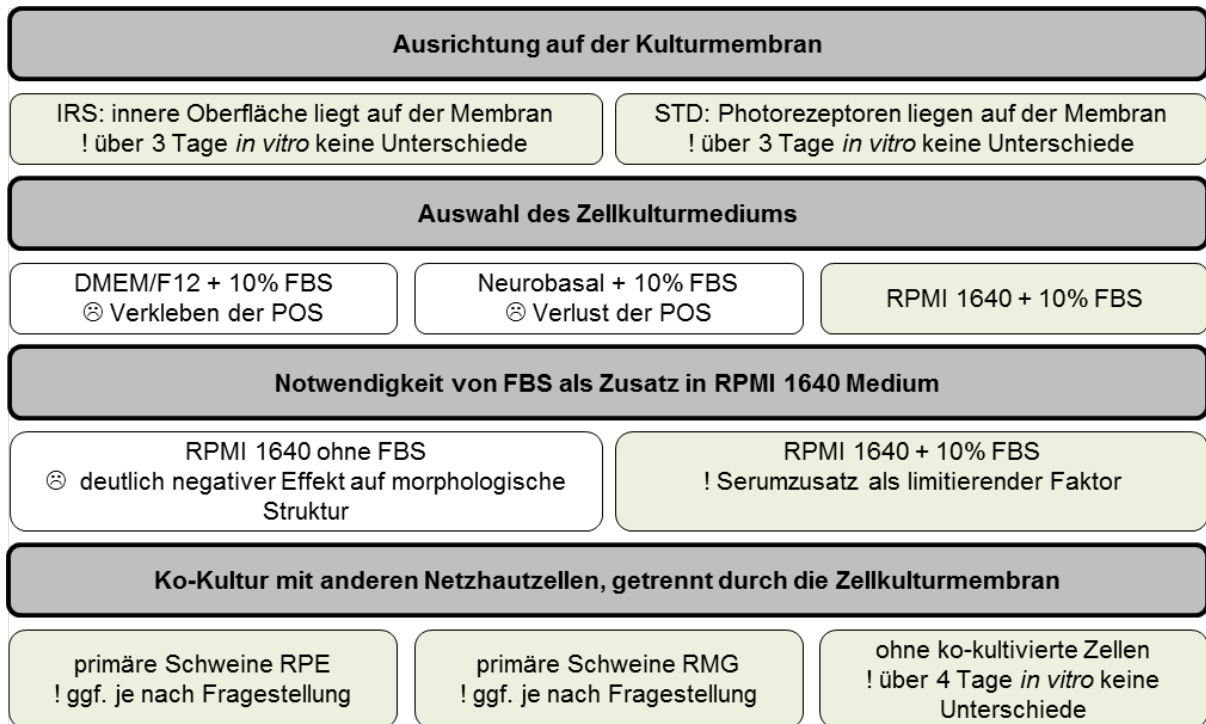 Ausrichtung auf der Kulturmembran
IRS: innere Oberfläche liegt auf der Membran
! über 3 Tage in vitro keine Unterschiede
STD: Photorezeptoren liegen auf der Membran
! über 3 Tage in vitro keine Unterschiede
Auswahl des Zellkulturmediums
DMEM/F12 + 10% FBS
☹ Verkleben der POS
Neurobasal + 10% FBS
☹ Verlust der POS
RPMI 1640 + 10% FBS
Notwendigkeit von FBS als Zusatz in RPMI 1640 Medium
RPMI 1640 ohne FBS
☹ deutlich negativer Effekt auf morphologische
Struktur
RPMI 1640 + 10% FBS
! Serumzusatz als limitierender Faktor
Ko-Kultur mit anderen Netzhautzellen, getrennt durch die Zellkulturmembran
primäre Schweine RPE
! ggf. je nach Fragestellung
primäre Schweine RMG
! ggf. je nach Fragestellung
ohne ko-kultivierte Zellen
! über 4 Tage in vitro keine
Unterschiede